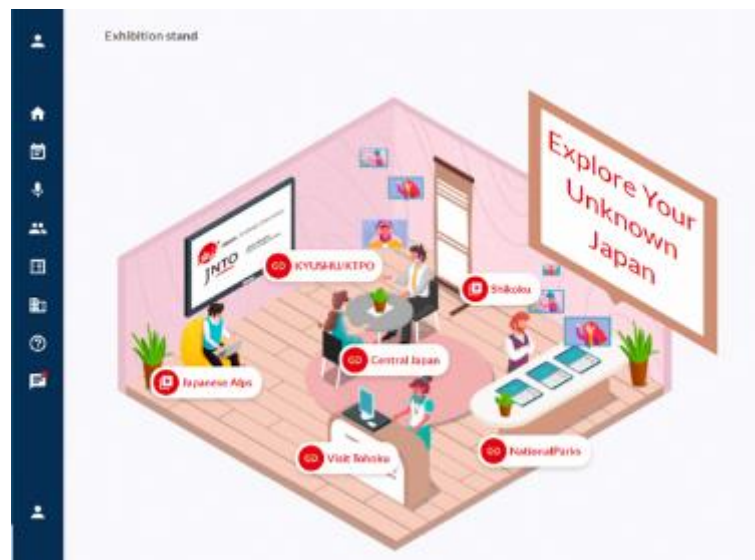 Exhibition stand
Explore Your
Unknown
Japan
JNTO
KYUSHU/KTPO
Shikoku
Central Japan
Japanese Alps
Visit Tohoku
NationalParks